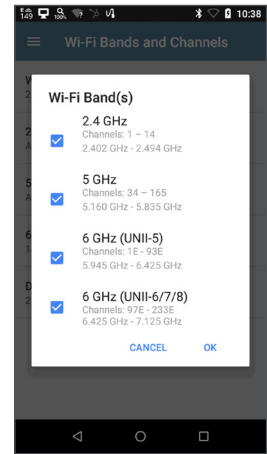 149
100%
10:38
Wi-Fi Bands and Channels
Wi-Fi Band(s)
2.4 GHz
Channels: 1 – 14
2.402 GHz - 2.494 GHz
5 GHz
Channels: 34 – 165
5.160 GHz - 5.835 GHz
6 GHz (UNII-5)
Channels: 1E - 93E
5.945 GHz - 6.425 GHz
6 GHz (UNII-6/7/8)
Channels: 97E - 233E
6.425 GHz - 7.125 GHz
CANCEL
OK